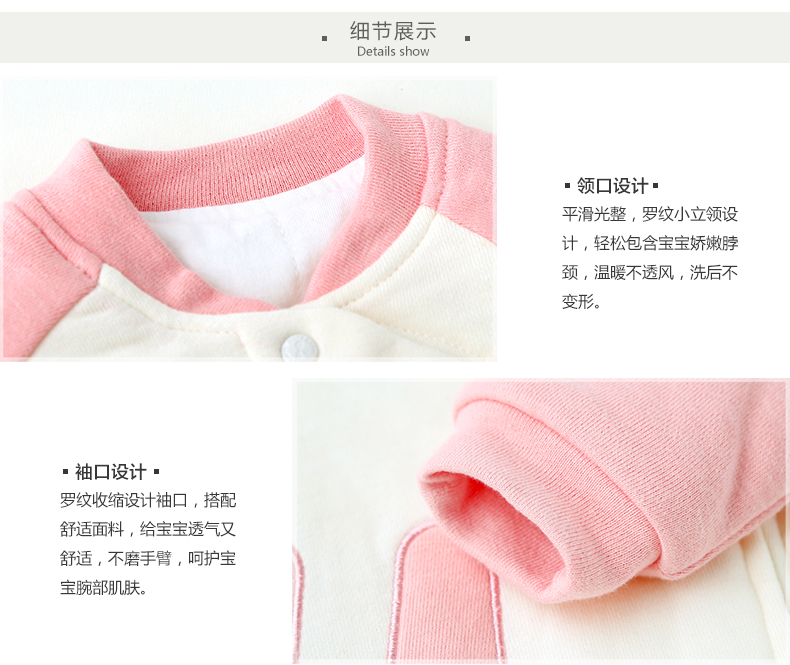 细节展示
Details show
领口设计
平滑光整，罗纹小立领设
计，轻松包含宝宝娇嫩脖
颈，温暖不透风，洗后不
变形。
袖口设计
罗纹收缩设计袖口，搭配
舒适面料，给宝宝透气又
舒适，不磨手臂，呵护宝
宝腕部肌肤。